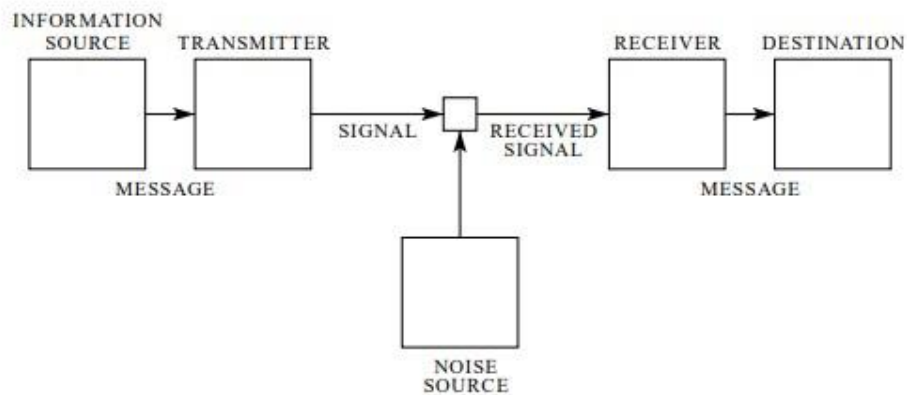 INFORMATION
SOURCE
TRANSMITTER
RECEIVER
DESTINATION
SIGNAL
RECEIVED
SIGNAL
MESSAGE
MESSAGE
NOISE
SOURCE